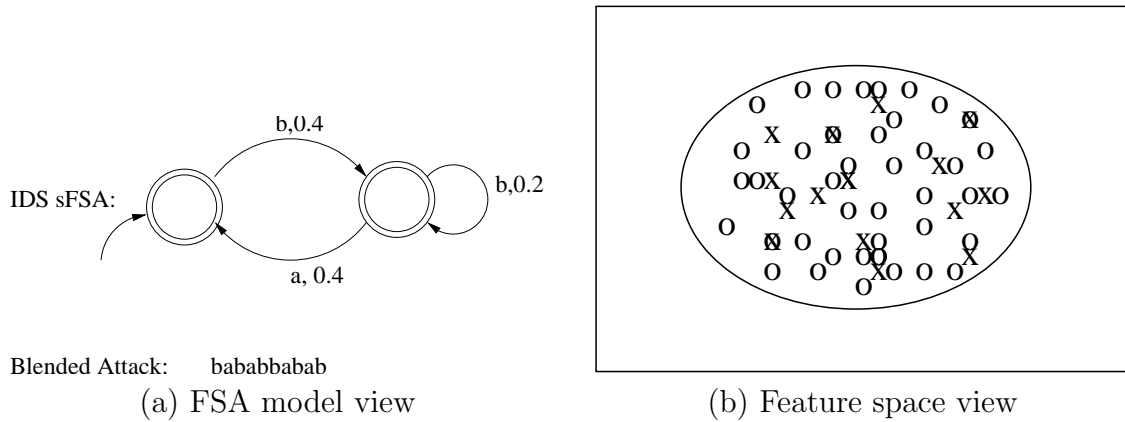 b,0.4
IDS sFSA:
b,0.2
a, 0.4
Blended Attack: bababbabab
(a) FSA model view
(b) Feature space view